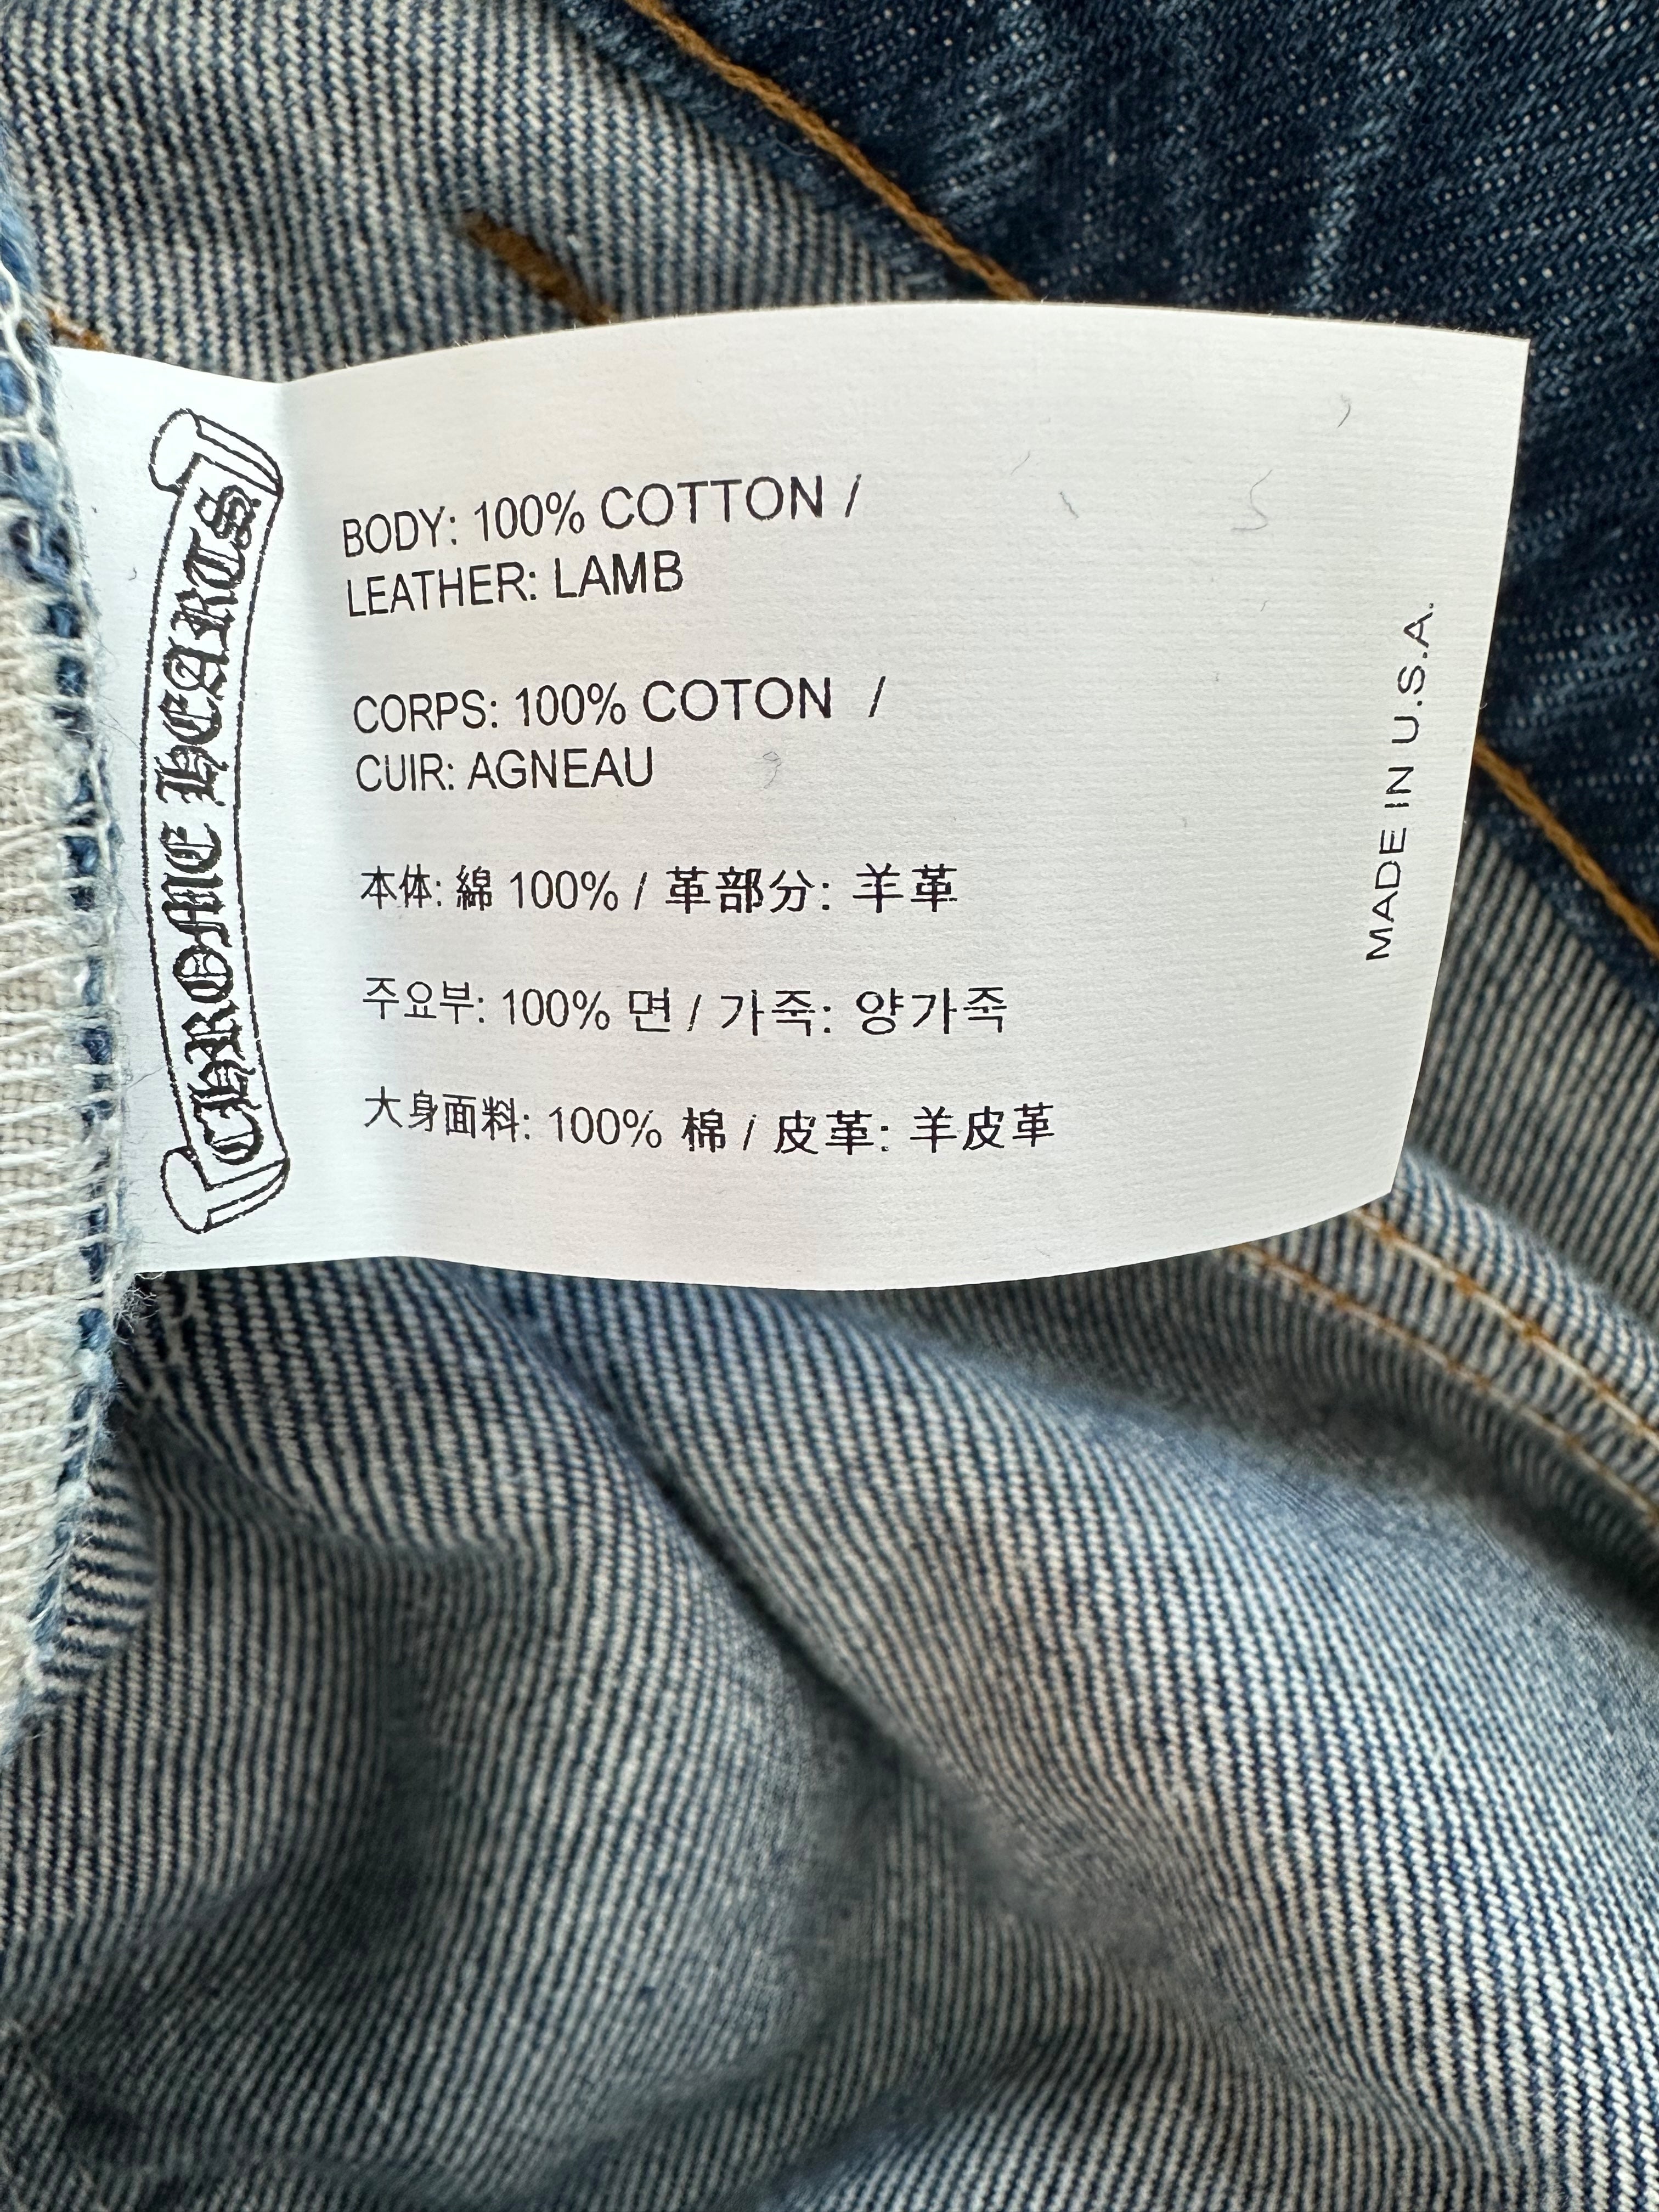 CHROME HEARTS
BODY: 100% COTTON /
LEATHER: LAMB
CORPS: 100% COTON /
CUIR: AGNEAU
本体: 綿 100% / 革部分: 羊革
주요부: 100% 면 / 가죽: 양가죽
大身面料: 100% 棉 / 皮革: 羊皮革
MADE IN U.S.A.